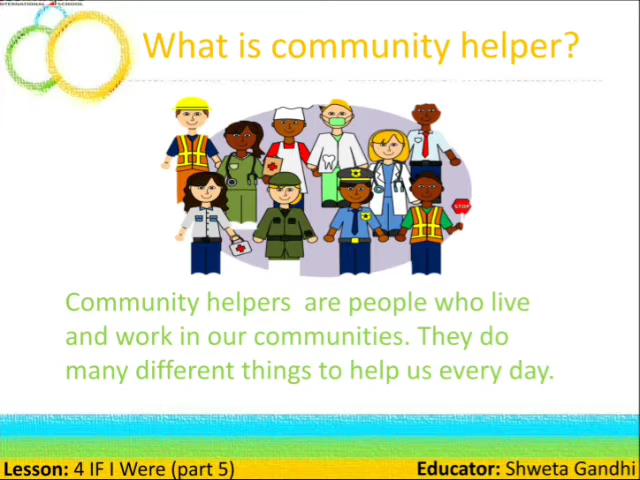 INTERNATIONAL SCHOOL
What is community helper?
STOP
Community helpers are people who live
and work in our communities. They do
many different things to help us every day.
Lesson: 4 IF I Were (part 5)
Educator: Shweta Gandhi